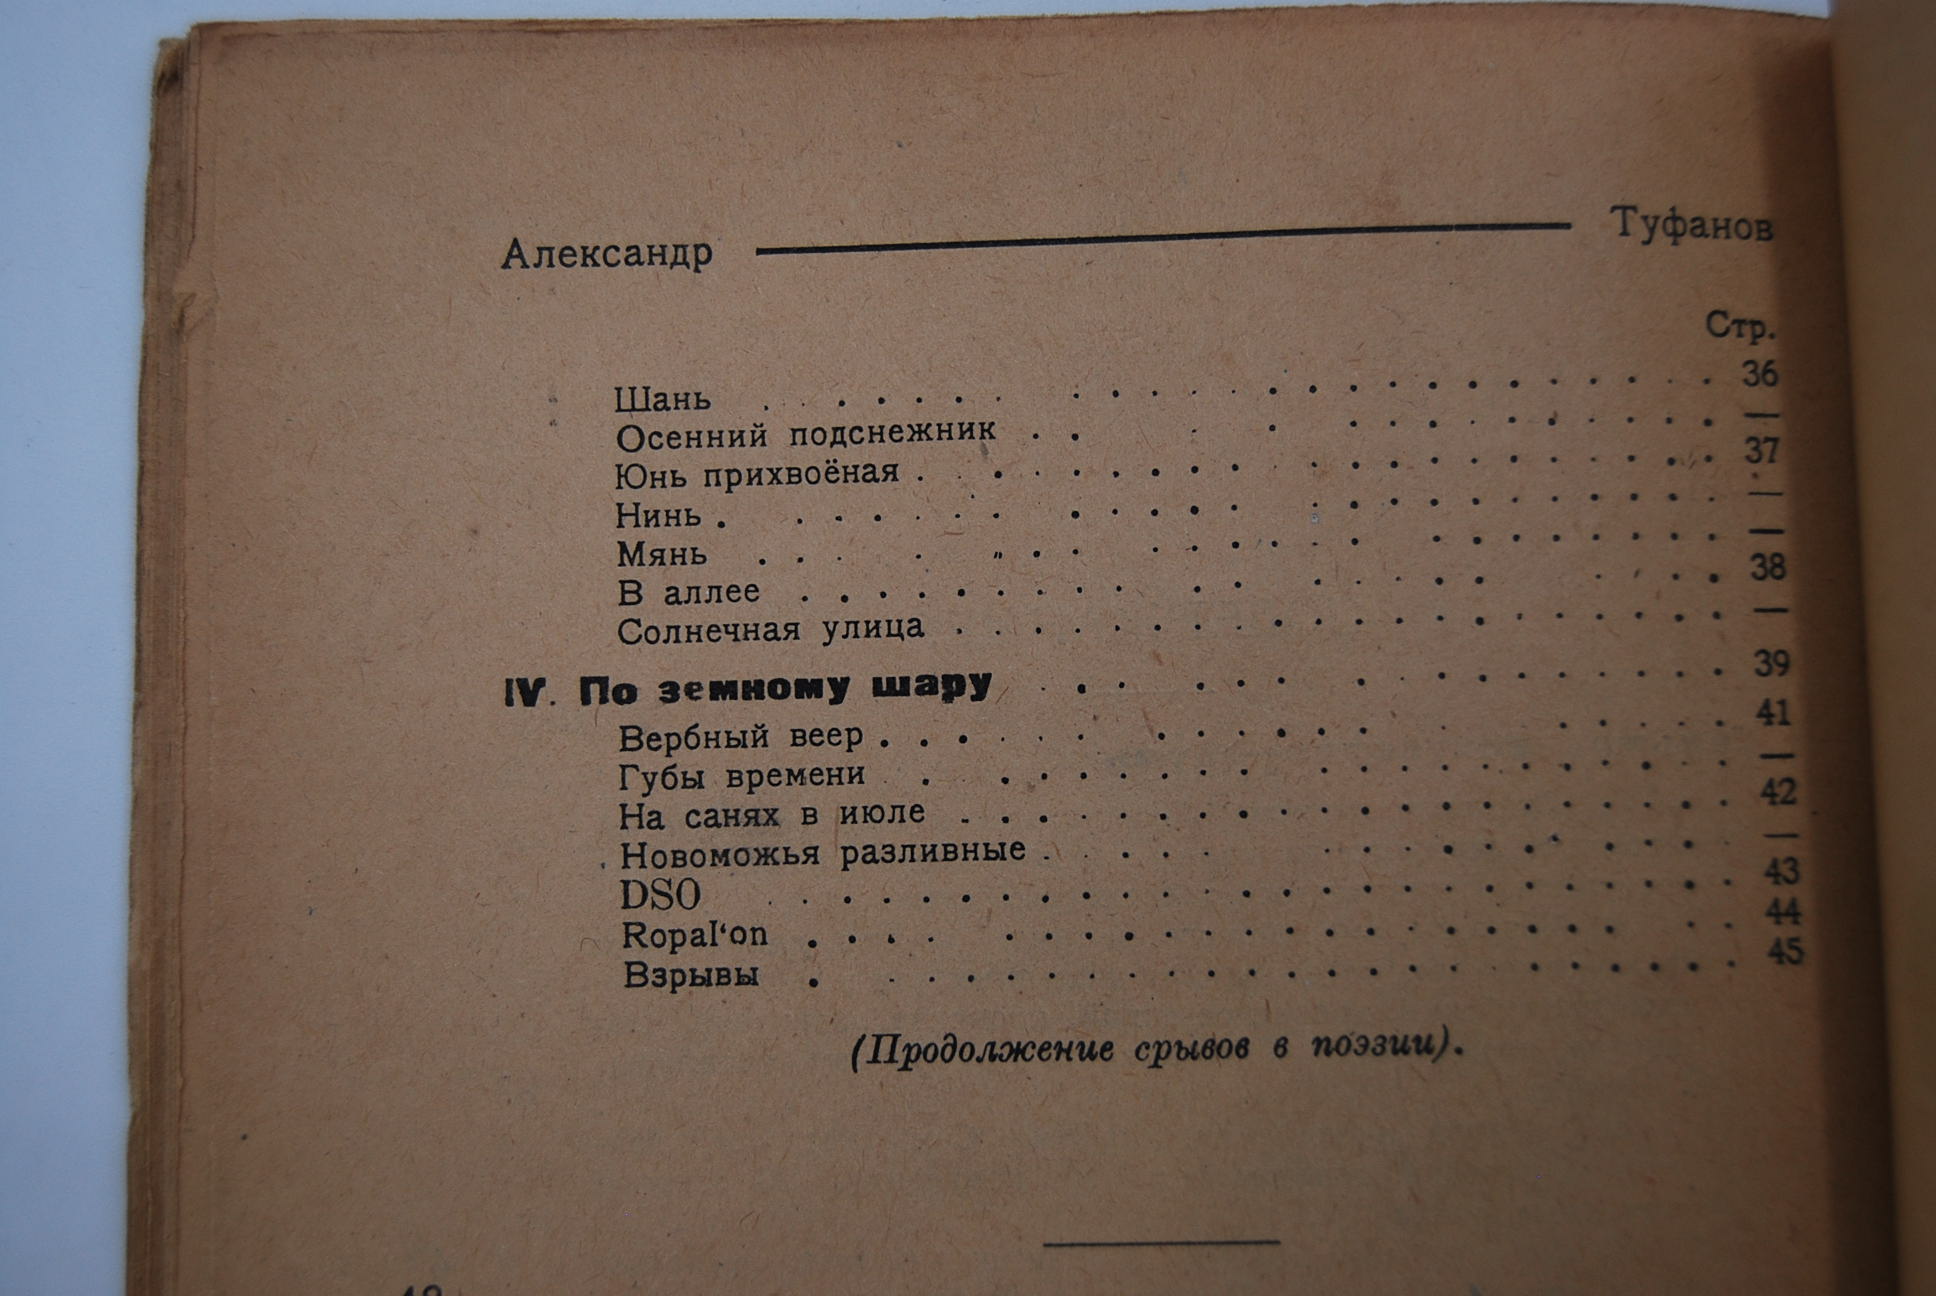 Александр — Туфанов
Стр.
Шань . . . . . . . . . . 36
Осенний подснежник . . . . . . . . . . —
Юнь прихвоёная . . . . . . . . . . 37
Нинь . . . . . . . . . . —
Мянь . . . . . . . . . . —
В аллее . . . . . . . . . . 38
Солнечная улица . . . . . . . . . . —
IV. По земному шару . . . . . . . . . . 39
Вербный веер . . . . . . . . . . 41
Губы времени . . . . . . . . . . —
На санях в июле . . . . . . . . . . 42
Новоможья разливные . . . . . . . . . . —
DSO . . . . . . . . . . 43
Ropal‘on . . . . . . . . . . 44
Взрывы . . . . . . . . . . 45
(Продолжение срывов в поэзии).